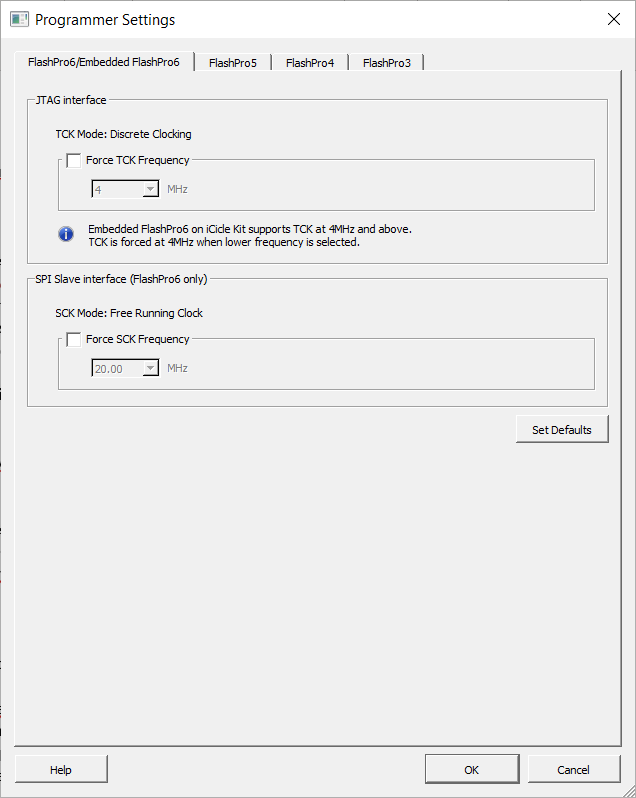 Programmer Settings
FlashPro6/Embedded FlashPro6
FlashPro5
FlashPro4
FlashPro3
JTAG interface
TCK Mode: Discrete Clocking
Force TCK Frequency
4
MHz
Embedded FlashPro6 on iCicle Kit supports TCK at 4MHz and above.
TCK is forced at 4MHz when lower frequency is selected.
SPI Slave interface (FlashPro6 only)
SCK Mode: Free Running Clock
Force SCK Frequency
20.00
MHz
Set Defaults
Help
OK
Cancel